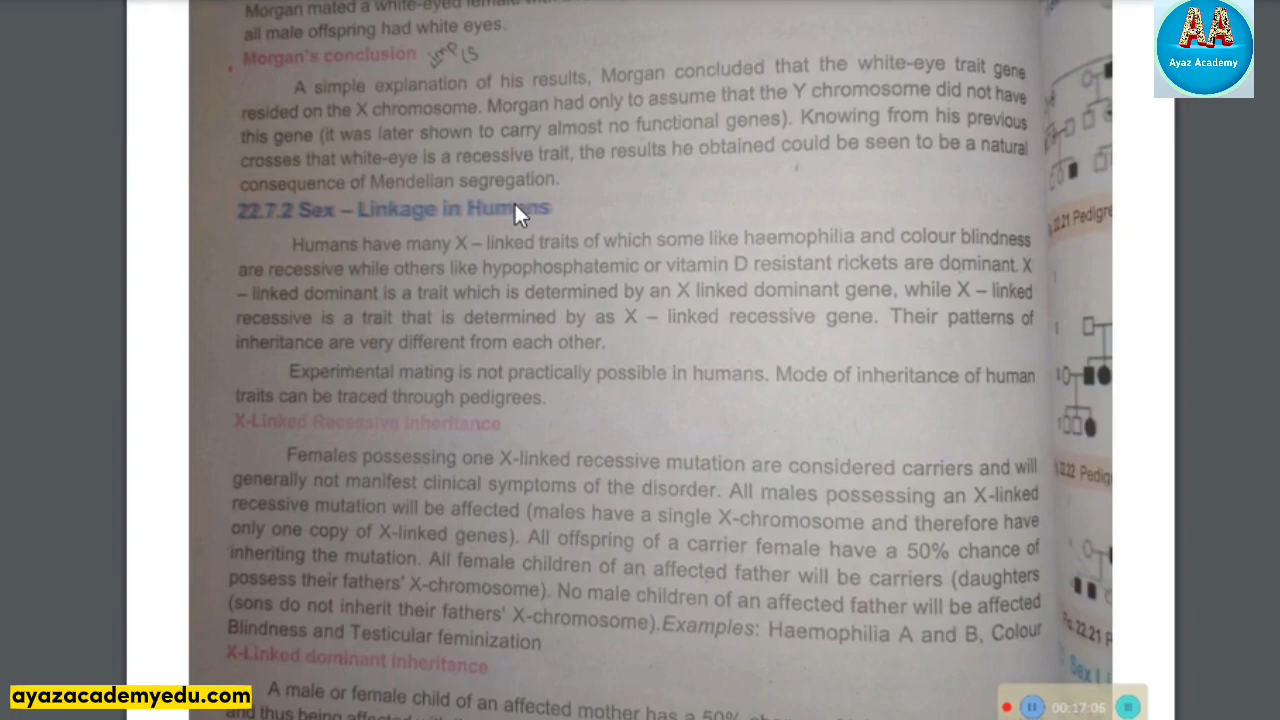 Morgan mated a white-eyed female
all male offspring had white eyes.
Morgan's conclusion imp
A simple explanation of his results, Morgan concluded that the white-eye trait gene
resided on the X chromosome. Morgan had only to assume that the Y chromosome did not have
this gene (it was later shown to carry almost no functional genes). Knowing from his previous
crosses that white-eye is a recessive trait, the results he obtained could be seen to be a natural
consequence of Mendelian segregation.
22.7.2 Sex – Linkage in Humans
Humans have many X – linked traits of which some like haemophilia and colour blindness
are recessive while others like hypophosphatemic or vitamin D resistant rickets are dominant. X
– linked dominant is a trait which is determined by an X linked dominant gene, while X – linked
recessive is a trait that is determined by as X – linked recessive gene. Their patterns of
inheritance are very different from each other.
Experimental mating is not practically possible in humans. Mode of inheritance of human
traits can be traced through pedigrees.
X-Linked Recessive Inheritance
Females possessing one X-linked recessive mutation are considered carriers and will
generally not manifest clinical symptoms of the disorder. All males possessing an X-linked
recessive mutation will be affected (males have a single X-chromosome and therefore have
only one copy of X-linked genes). All offspring of a carrier female have a 50% chance of
inheriting the mutation. All female children of an affected father will be carriers (daughters
possess their fathers' X-chromosome). No male children of an affected father will be affected
(sons do not inherit their fathers' X-chromosome).Examples: Haemophilia A and B, Colour
Blindness and Testicular feminization
X-Linked dominant inheritance
A male or female child of an affected mother has a 50%
and thus being affected
22.21 Pedigre
22.22 Pedig
Fig. 22.21 P
Sex L
AA
Ayaz Academy
ayazacademyedu.com
00:17:06